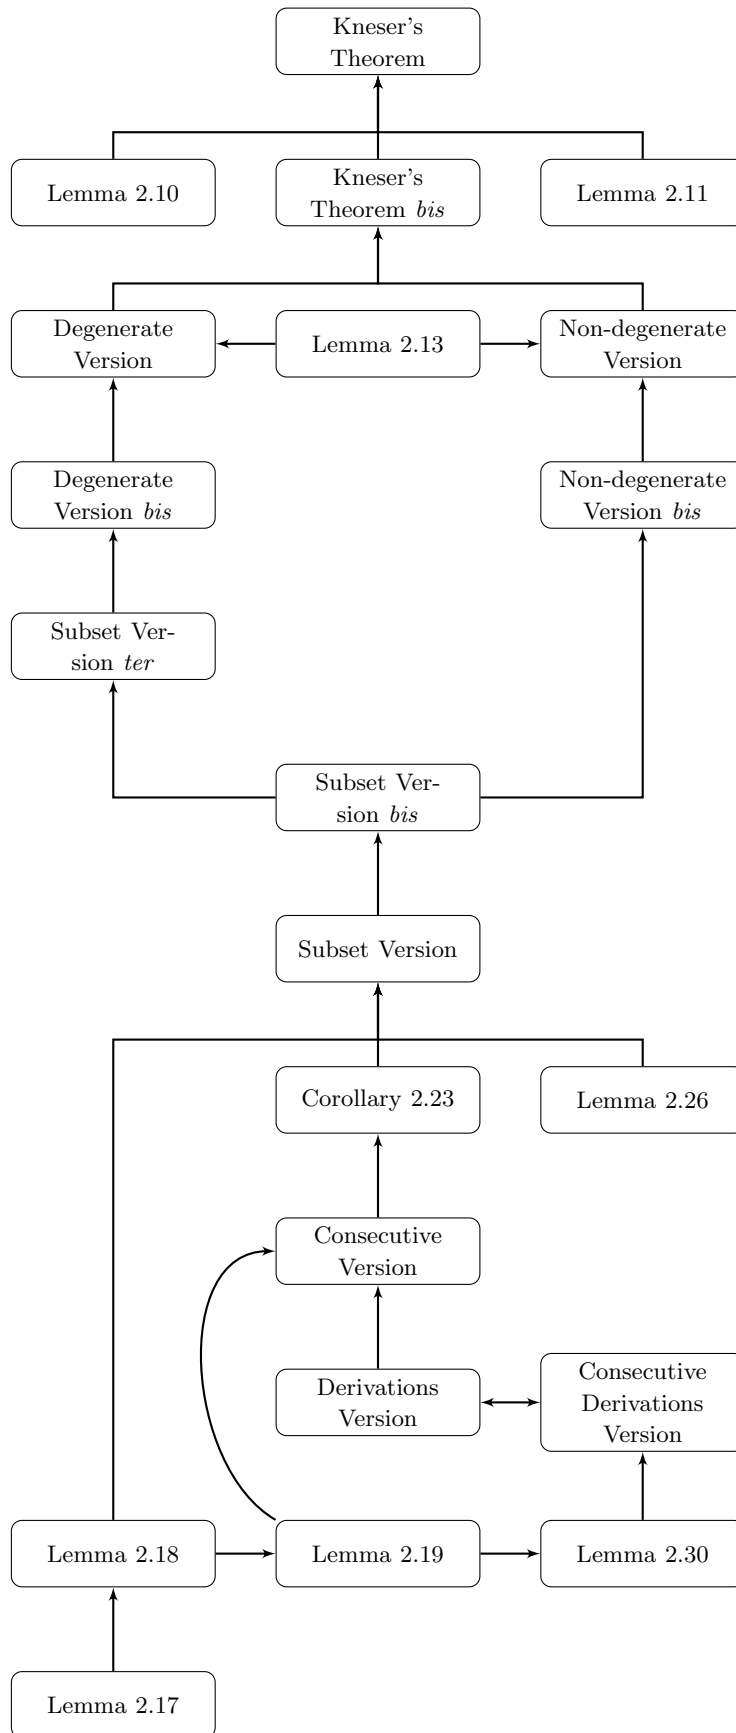 Kneser's
Theorem
Lemma 2.10
Kneser's
Theorem bis
Lemma 2.11
Degenerate
Version
Lemma 2.13
Non-degenerate
Version
Degenerate
Version bis
Non-degenerate
Version bis
Subset Ver-
sion ter
Subset Ver-
sion bis
Subset Version
Corollary 2.23
Lemma 2.26
Consecutive
Version
Derivations
Version
Consecutive
Derivations
Version
Lemma 2.18
Lemma 2.19
Lemma 2.30
Lemma 2.17